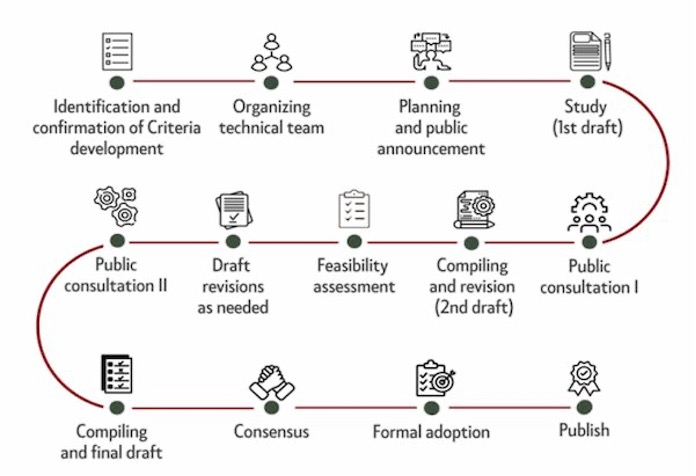 Identification and
confirmation of Criteria
development
Organizing
technical team
Planning
and public
announcement
Study
(1st draft)
Public
consultation I
Compiling
and revision
(2nd draft)
Feasibility
assessment
Draft
revisions
as needed
Public
consultation II
Compiling
and final draft
Consensus
Formal adoption
Publish